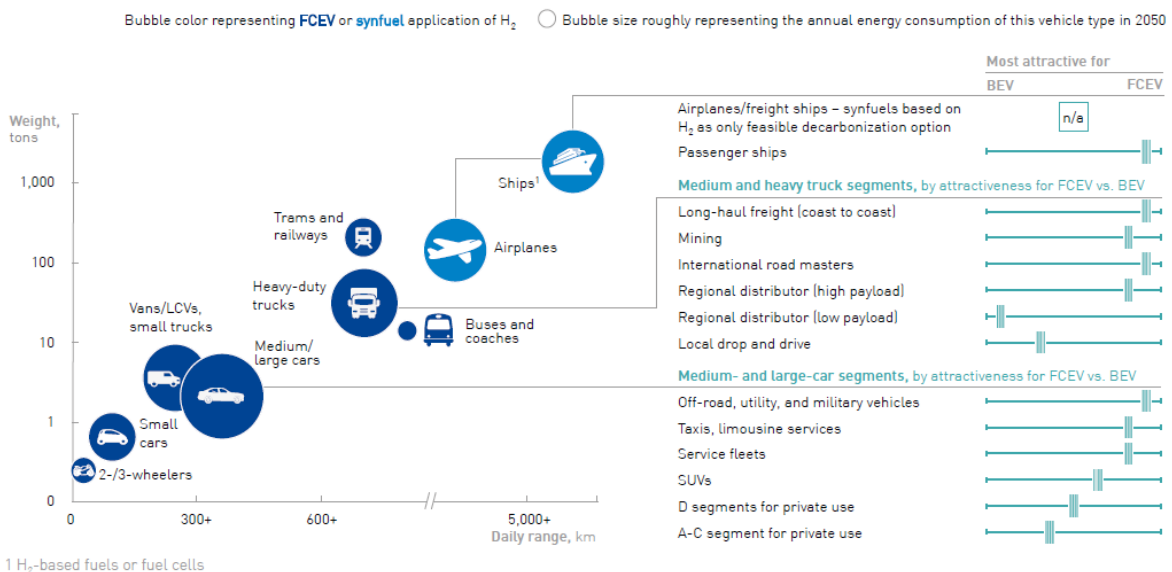 Bubble color representing FCEV or synfuel application of H₂
Bubble size roughly representing the annual energy consumption of this vehicle type in 2050
Most attractive for
BEV
FCEV
Weight,
tons
1,000
100
10
1
0
0
300+
600+
5,000+
Daily range, km
Ships¹
Trams and
railways
Airplanes
Heavy-duty
trucks
Vans/LCVs,
small trucks
Buses and
coaches
Medium/
large cars
Small
cars
2-/3-wheelers
Airplanes/freight ships – synfuels based on
H₂ as only feasible decarbonization option
n/a
Passenger ships
Medium and heavy truck segments, by attractiveness for FCEV vs. BEV
Long-haul freight (coast to coast)
Mining
International road masters
Regional distributor (high payload)
Regional distributor (low payload)
Local drop and drive
Medium- and large-car segments, by attractiveness for FCEV vs. BEV
Off-road, utility, and military vehicles
Taxis, limousine services
Service fleets
SUVs
D segments for private use
A-C segment for private use
1 H₂-based fuels or fuel cells